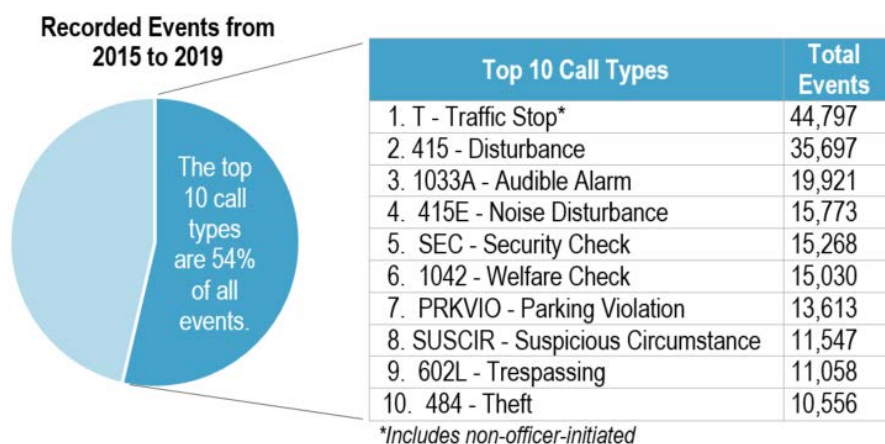 Recorded Events from
2015 to 2019
The top
10 call
types
are 54%
of all
events.
Top 10 Call Types Total Events
1. T - Traffic Stop* 44,797
2. 415 - Disturbance 35,697
3. 1033A - Audible Alarm 19,921
4. 415E - Noise Disturbance 15,773
5. SEC - Security Check 15,268
6. 1042 - Welfare Check 15,030
7. PRKVIO - Parking Violation 13,613
8. SUSCIR - Suspicious Circumstance 11,547
9. 602L - Trespassing 11,058
10. 484 - Theft 10,556
*Includes non-officer-initiated